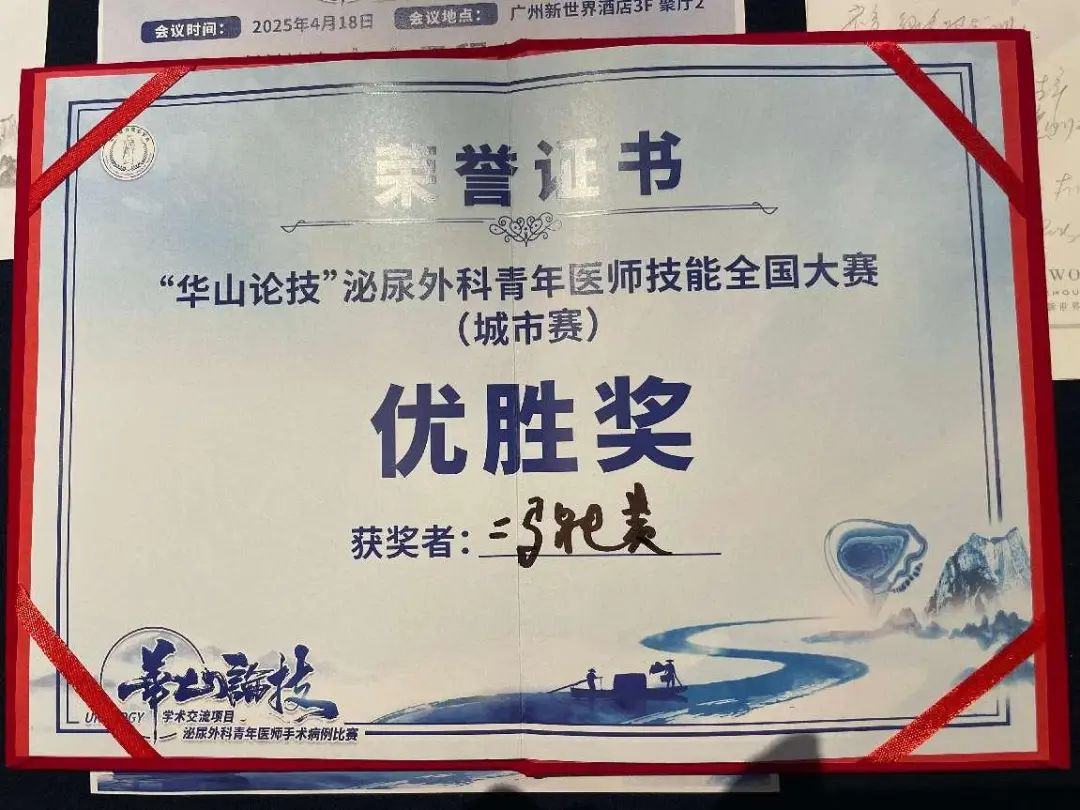 会议时间： 2025年4月18日 会议地点： 广州新世界酒店3F 聚厅2
荣誉证书
“华山论技”泌尿外科青年医师技能全国大赛
（城市赛）
优胜奖
获奖者：
华山論技
学术交流项目
泌尿外科青年医师手术病例比赛